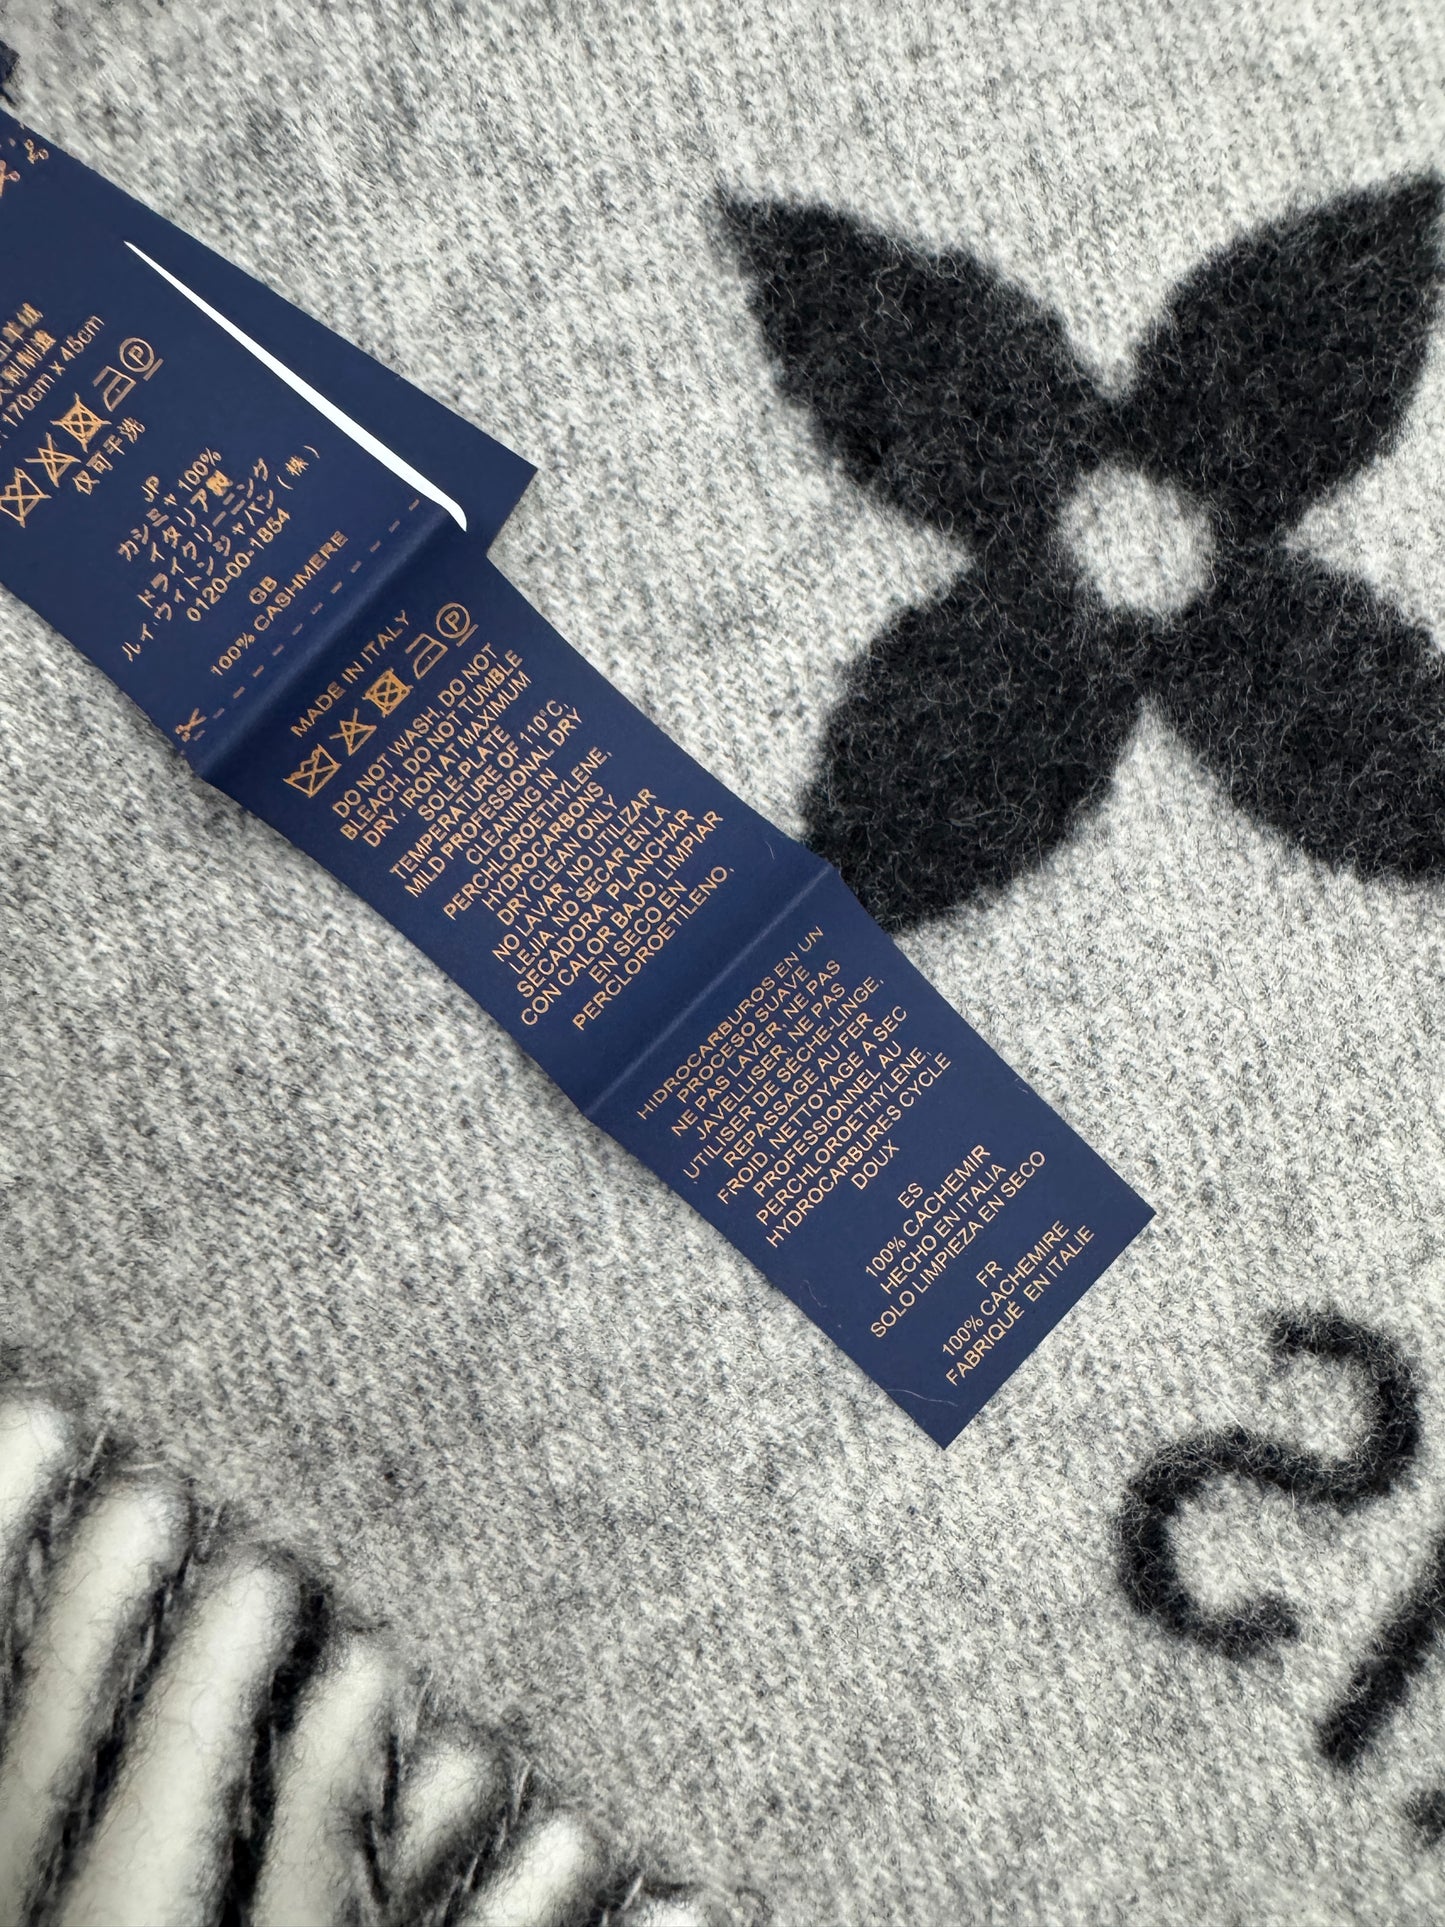 170cm x 45cm
仅可干洗
JP
カシミヤ 100%
イタリア製
ドライクリーニング
ルイ・ヴィトン ジャパン (株)
0120-00-1854
GB
100% CASHMERE
MADE IN ITALY
DO NOT WASH, DO NOT
BLEACH, DO NOT TUMBLE
DRY. IRON AT MAXIMUM
SOLE-PLATE
TEMPERATURE OF 110°C,
MILD PROFESSIONAL DRY
CLEANING IN
PERCHLOROETHYLENE,
HYDROCARBONS
DRY CLEAN ONLY
NO LAVAR, NO UTILIZAR
LEJIA, NO SECAR EN LA
SECADORA, PLANCHAR
CON CALOR BAJO, LIMPIAR
EN SECO EN
PERCLOROETILENO,
HIDROCARBUROS EN UN
PROCESO SUAVE
NE PAS LAVER, NE PAS
JAVELLISER, NE PAS
UTILISER DE SÈCHE-LINGE,
REPASSAGE AU FER
FROID, NETTOYAGE A SEC
PROFESSIONNEL AU
PERCHLOROETHYLENE,
HYDROCARBURES CYCLE
DOUX
ES
100% CACHEMIR
HECHO EN ITALIA
SOLO LIMPIEZA EN SECO
FR
100% CACHEMIRE
FABRIQUÉ EN ITALIE